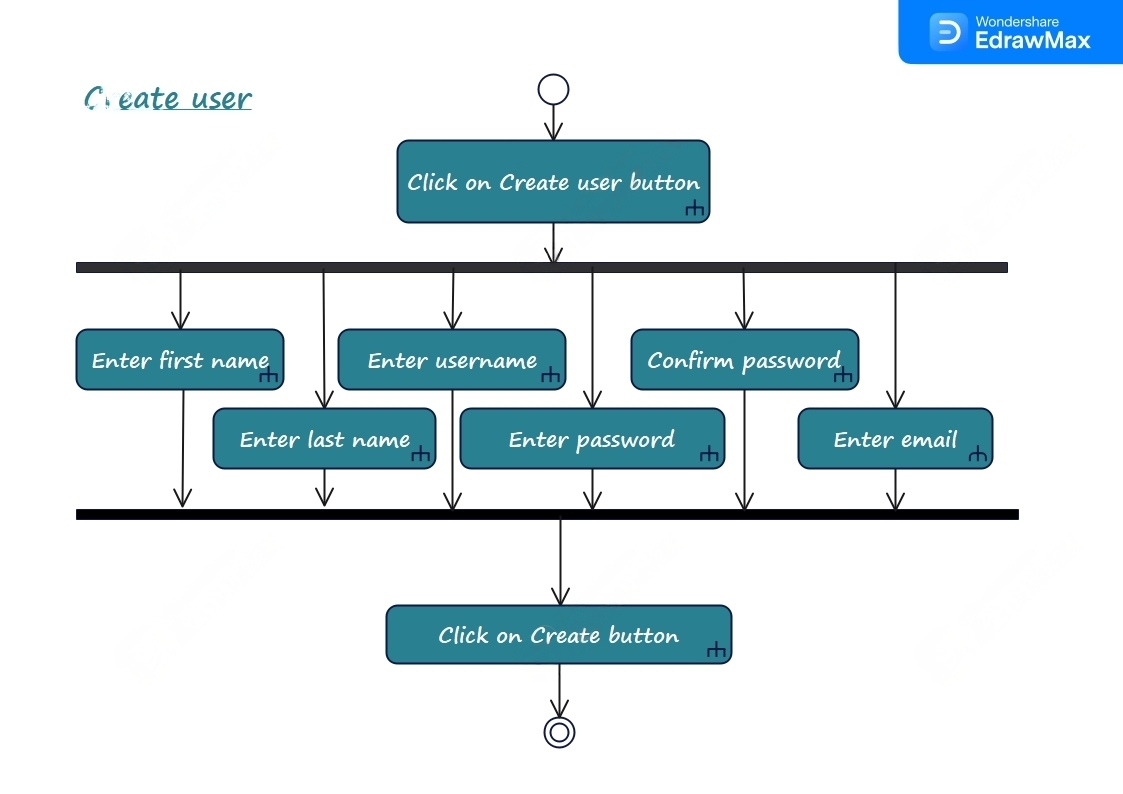 Wondershare
EdrawMax
Create user
Click on Create user button
Enter first name
Enter username
Confirm password
Enter last name
Enter password
Enter email
Click on Create button